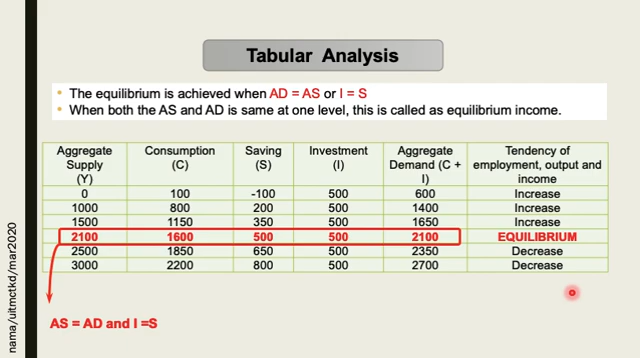 Tabular Analysis
The equilibrium is achieved when AD = AS or I = S
When both the AS and AD is same at one level, this is called as equilibrium income.
Aggregate Supply (Y) Consumption (C) Saving (S) Investment (I) Aggregate Demand (C + I) Tendency of employment, output and income
0 100 -100 500 600 Increase
1000 800 200 500 1400 Increase
1500 1150 350 500 1650 Increase
2100 1600 500 500 2100 EQUILIBRIUM
2500 1850 650 500 2350 Decrease
3000 2200 800 500 2700 Decrease
AS = AD and I =S
nama/uitmctkd/mar2020